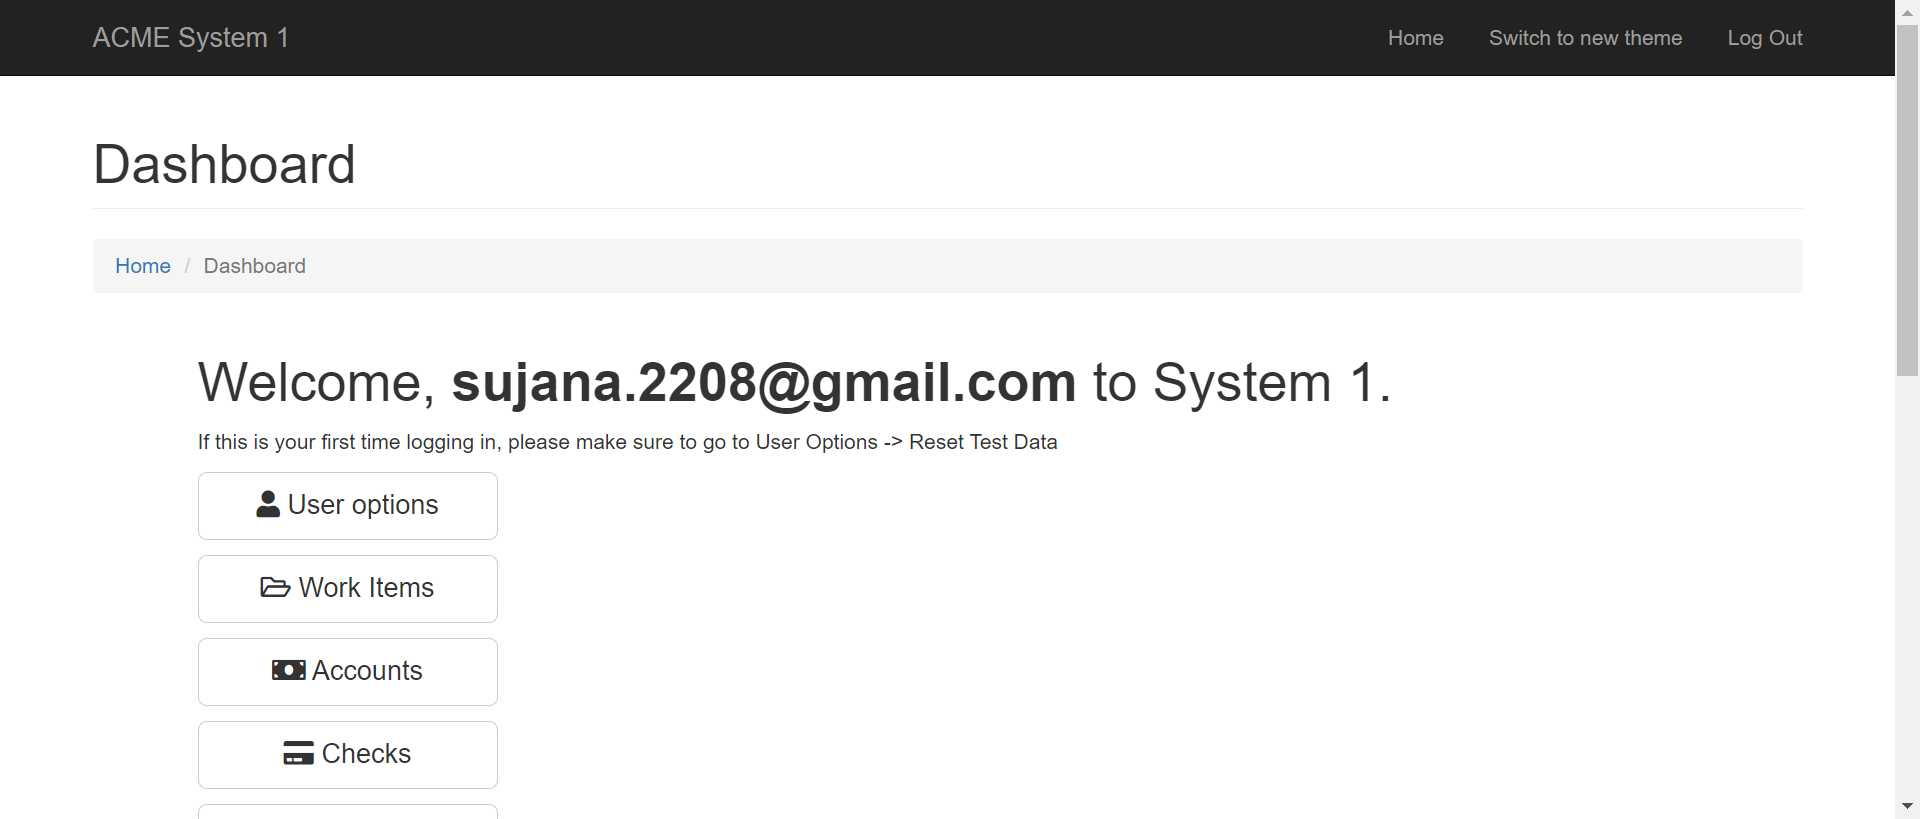 ACME System 1
Home
Switch to new theme
Log Out
Dashboard
Home / Dashboard
Welcome, sujana.2208@gmail.com to System 1.
If this is your first time logging in, please make sure to go to User Options -> Reset Test Data
User options
Work Items
Accounts
Checks